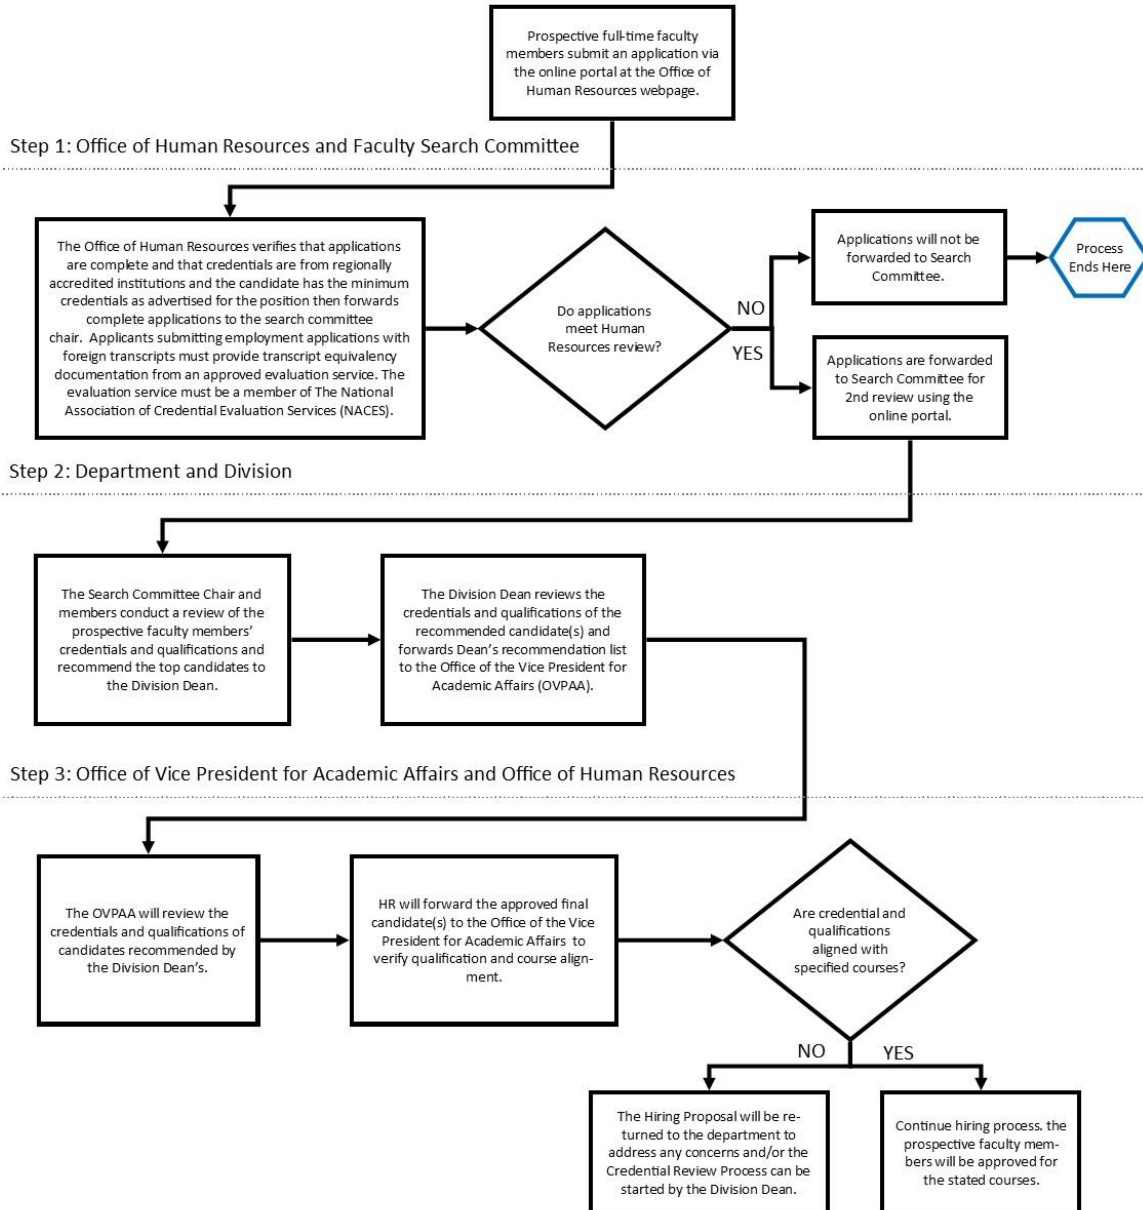 Prospective full-time faculty
members submit an application via
the online portal at the Office of
Human Resources webpage.
Step 1: Office of Human Resources and Faculty Search Committee
The Office of Human Resources verifies that applications
are complete and that credentials are from regionally
accredited institutions and the candidate has the minimum
credentials as advertised for the position then forwards
complete applications to the search committee
chair.  Applicants submitting employment applications with
foreign transcripts must provide transcript equivalency
documentation from an approved evaluation service. The
evaluation service must be a member of The National
Association of Credential Evaluation Services (NACES).
Do applications
meet Human
Resources review?
NO
YES
Applications will not be
forwarded to Search
Committee.
Process
Ends Here
Applications are forwarded
to Search Committee for
2nd review using the
online portal.
Step 2: Department and Division
The Search Committee Chair and
members conduct a review of the
prospective faculty members'
credentials and qualifications and
recommend the top candidates to
the Division Dean.
The Division Dean reviews the
credentials and qualifications of the
recommended candidate(s) and
forwards Dean's recommendation list
to the Office of the Vice President for
Academic Affairs (OVPAA).
Step 3: Office of Vice President for Academic Affairs and Office of Human Resources
The OVPAA will review the
credentials and qualifications of
candidates recommended by
the Division Dean's.
HR will forward the approved final
candidate(s) to the Office of the Vice
President for Academic Affairs  to
verify qualification and course align-
ment.
Are credential and
qualifications
aligned with
specified courses?
NO
YES
The Hiring Proposal will be re-
turned to the department to
address any concerns and/or the
Credential Review Process can be
started by the Division Dean.
Continue hiring process. the
prospective faculty mem-
bers will be approved for
the stated courses.